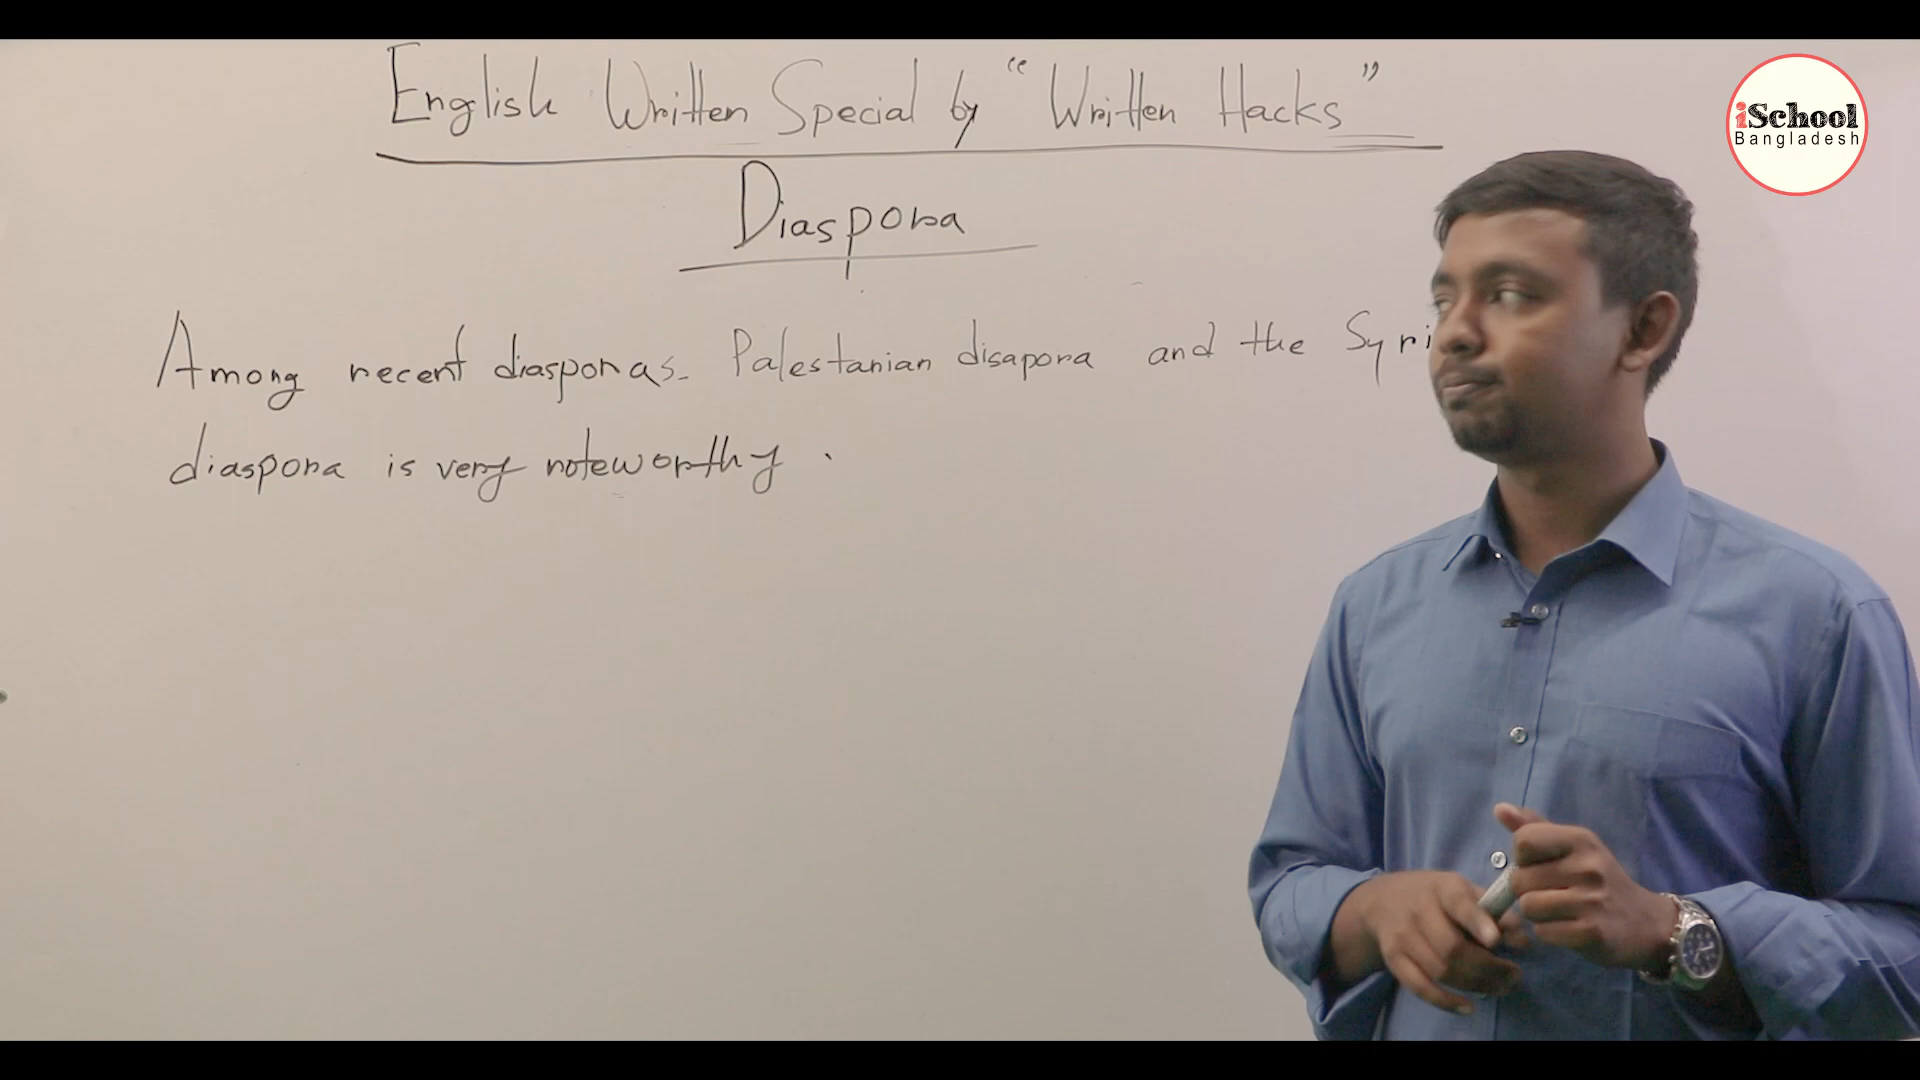 English Written Special by "Written Hacks"
iSchool
Bangladesh
Diaspora
Among recent diasporas- Palestanian disapora and the Syri
diaspora is very noteworthy.